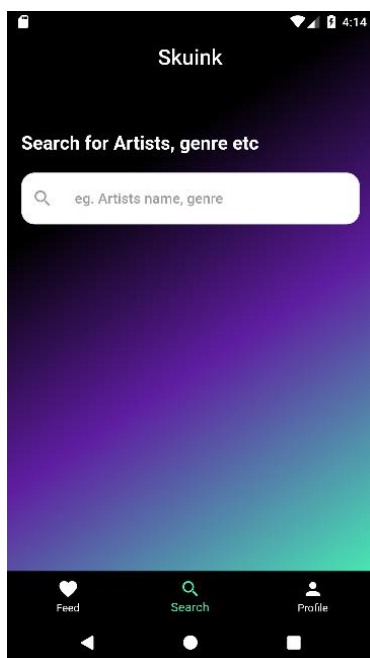 4:14
Skuink
Search for Artists, genre etc
eg. Artists name, genre
Feed
Search
Profile